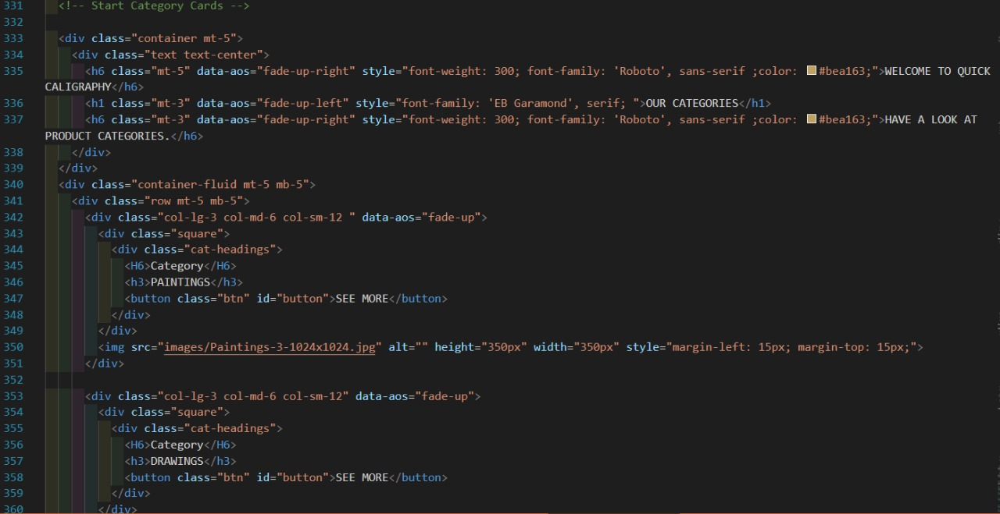 331 <!-- Start Category Cards -->
332
333 <div class="container mt-5">
334 <div class="text text-center">
335 <h6 class="mt-5" data-aos="fade-up-right" style="font-weight: 300; font-family: 'Roboto', sans-serif ;color: #bea163;">WELCOME TO QUICK
CALIGRAPHY</h6>
336 <h1 class="mt-3" data-aos="fade-up-left" style="font-family: 'EB Garamond', serif; ">OUR CATEGORIES</h1>
337 <h6 class="mt-3" data-aos="fade-up-right" style="font-weight: 300; font-family: 'Roboto', sans-serif ;color: #bea163;">HAVE A LOOK AT
PRODUCT CATEGORIES.</h6>
338 </div>
339 </div>
340 <div class="container-fluid mt-5 mb-5">
341 <div class="row mt-5 mb-5">
342 <div class="col-lg-3 col-md-6 col-sm-12 " data-aos="fade-up">
343 <div class="square">
344 <div class="cat-headings">
345 <H6>Category</H6>
346 <h3>PAINTINGS</h3>
347 <button class="btn" id="button">SEE MORE</button>
348 </div>
349 </div>
350 <img src="images/Paintings-3-1024x1024.jpg" alt="" height="350px" width="350px" style="margin-left: 15px; margin-top: 15px;">
351 </div>
352
353 <div class="col-lg-3 col-md-6 col-sm-12" data-aos="fade-up">
354 <div class="square">
355 <div class="cat-headings">
356 <H6>Category</H6>
357 <h3>DRAWINGS</h3>
358 <button class="btn" id="button">SEE MORE</button>
359 </div>
360 </div>